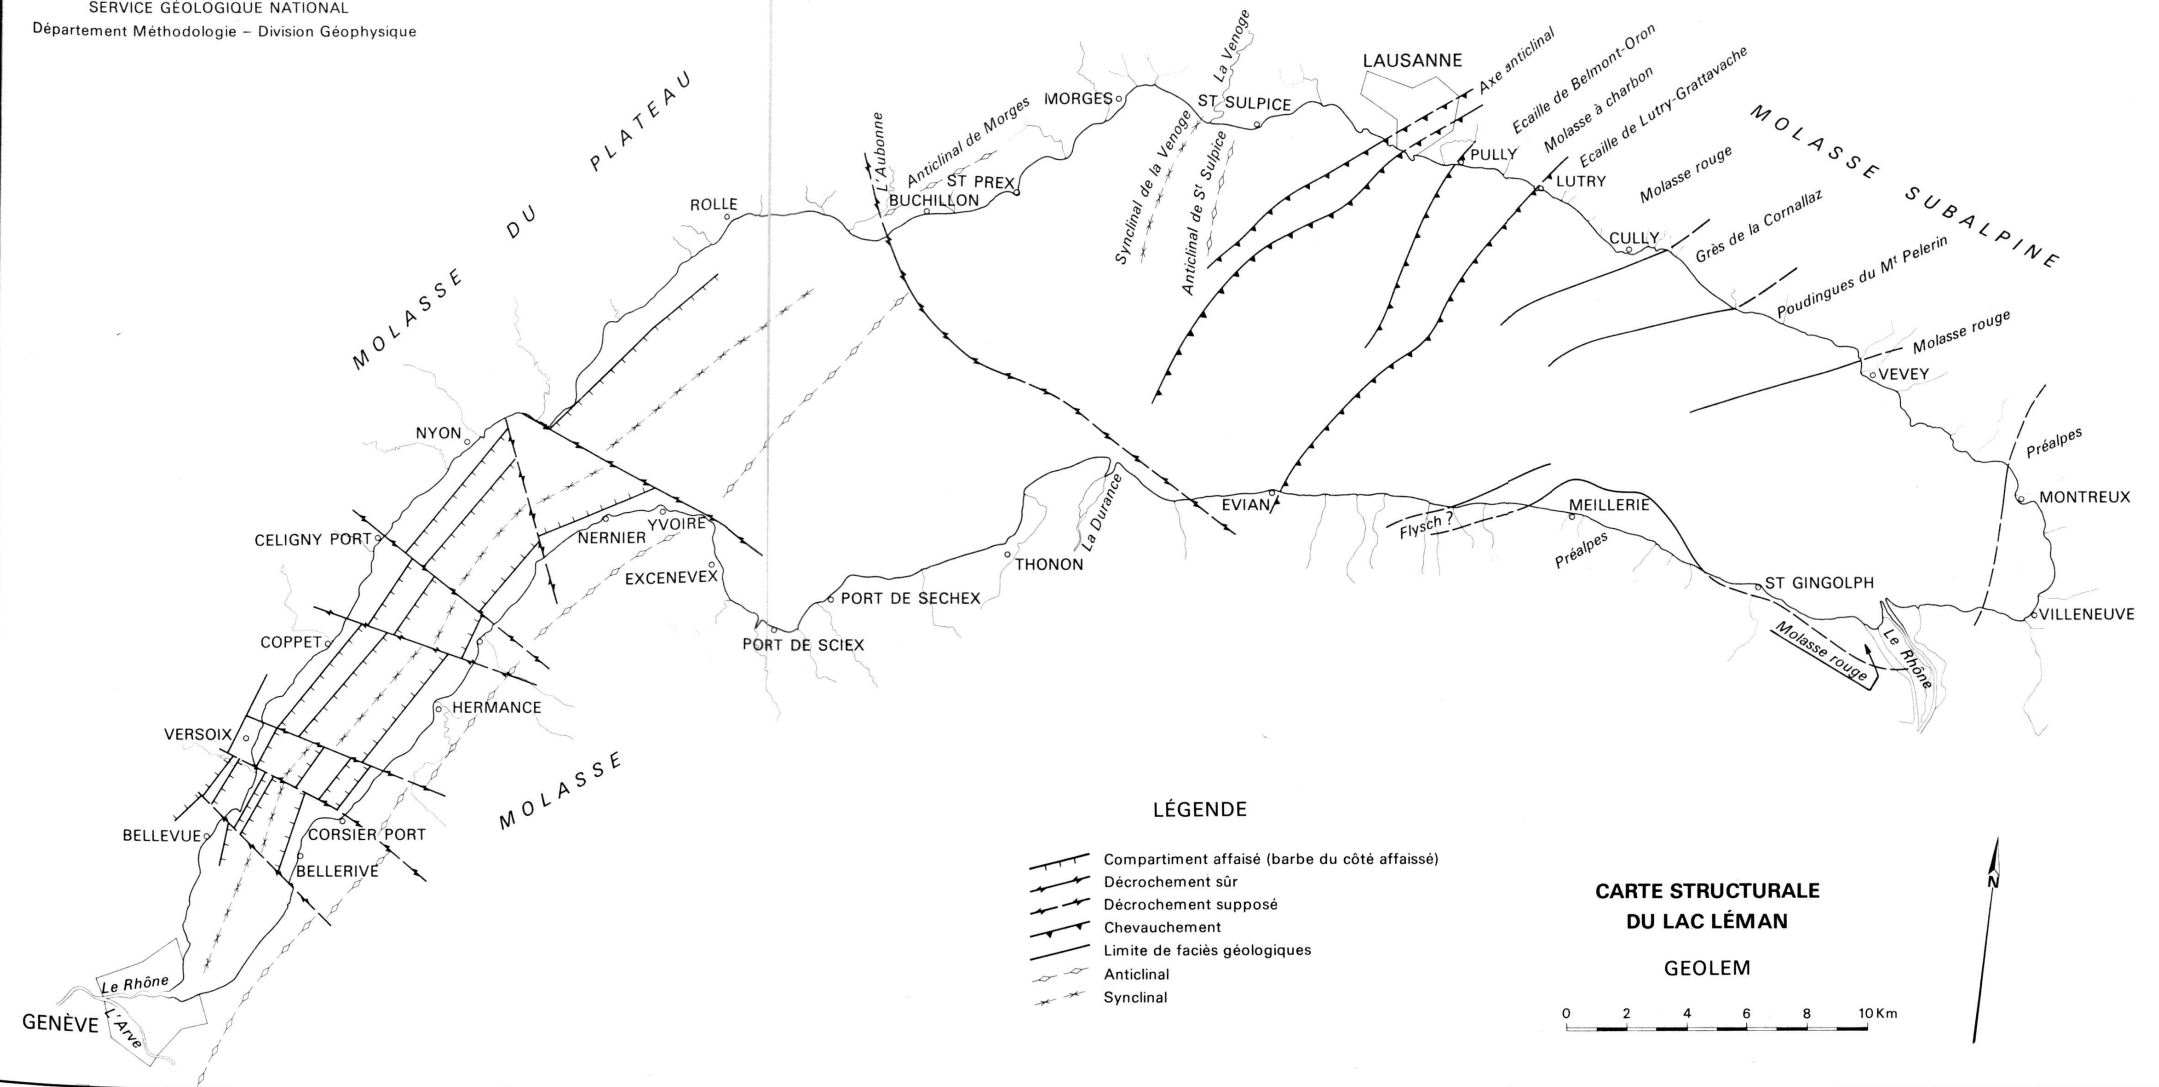 SERVICE GÉOLOGIQUE NATIONAL
Département Méthodologie – Division Géophysique
MOLASSE DU PLATEAU
L'Aubonne
Anticlinal de Morges
MORGES
ST PREX
BUCHILLON
ROLLE
La Venoge
ST SULPICE
Synclinal de la Venoge
Anticlinal de St Sulpice
LAUSANNE
Axe anticlinal
Ecaille de Belmont-Oron
Molasse à charbon
Ecaille de Lutry-Grattavache
Molasse rouge
Grès de la Cornallaz
Poudingues du Mt Pelerin
Molasse rouge
MOLASSE SUBALPINE
PULLY
LUTRY
CULLY
VEVEY
Préalpes
MONTREUX
VILLENEUVE
NYON
CELIGNY PORT
COPPET
VERSOIX
BELLEVUE
NERNIER
YVOIRE
EXCENEVEX
PORT DE SCIEX
PORT DE SECHEX
THONON
La Durance
EVIAN
Flysch ?
MEILLERIE
Préalpes
ST GINGOLPH
Molasse rouge
Le Rhône
HERMANCE
MOLASSE
CORSIER PORT
BELLERIVE
Le Rhône
GENÈVE
L'Arve
LÉGENDE
Compartiment affaisé (barbe du côté affaissé)
Décrochement sûr
Décrochement supposé
Chevauchement
Limite de faciès géologiques
Anticlinal
Synclinal
CARTE STRUCTURALE
DU LAC LÉMAN
GEOLEM
0 2 4 6 8 10 Km
N